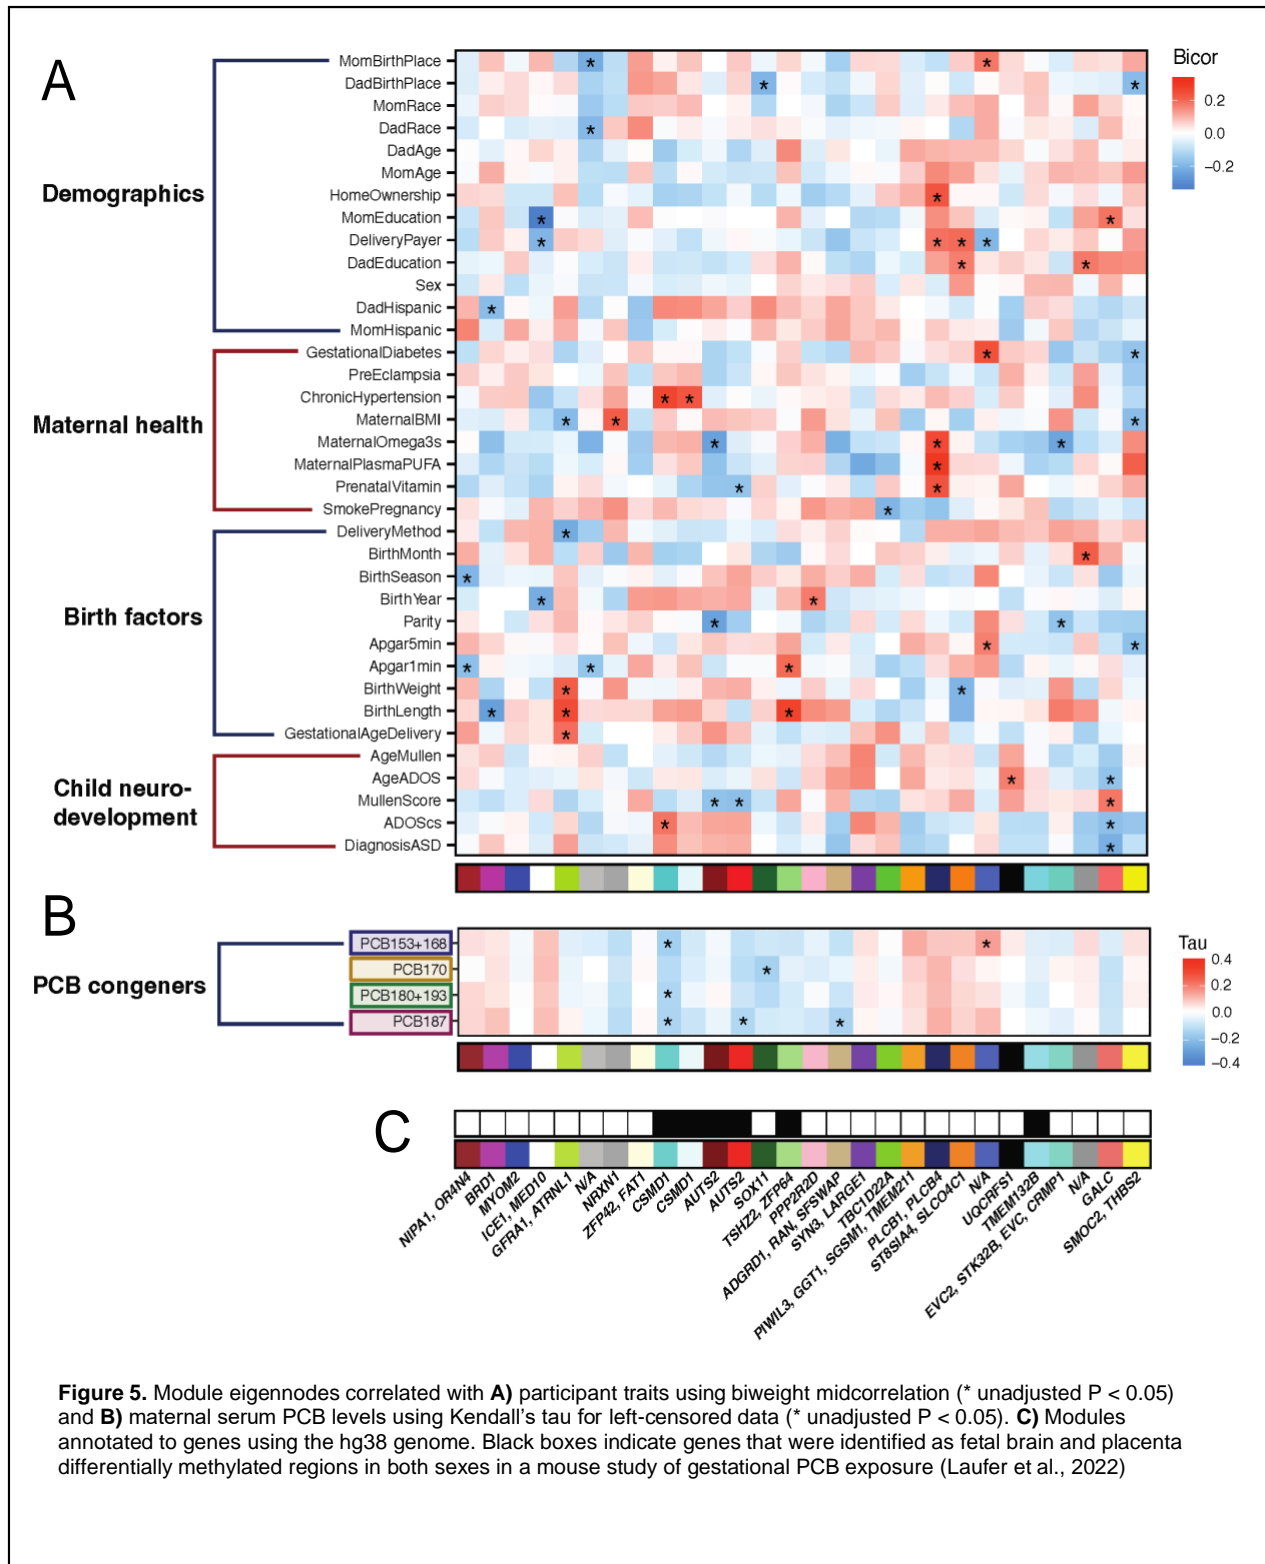 A
Bicor
0.2
0.0
−0.2
Demographics
MomBirthPlace
DadBirthPlace
MomRace
DadRace
DadAge
MomAge
HomeOwnership
MomEducation
DeliveryPayer
DadEducation
Sex
DadHispanic
MomHispanic
Maternal health
GestationalDiabetes
PreEclampsia
ChronicHypertension
MaternalBMI
MaternalOmega3s
MaternalPlasmaPUFA
PrenatalVitamin
SmokePregnancy
Birth factors
DeliveryMethod
BirthMonth
BirthSeason
BirthYear
Parity
Apgar5min
Apgar1min
BirthWeight
BirthLength
GestationalAgeDelivery
Child neuro-
development
AgeMullen
AgeADOS
MullenScore
ADOScs
DiagnosisASD
B
PCB congeners
PCB153+168
PCB170
PCB180+193
PCB187
Tau
0.4
0.2
0.0
−0.2
−0.4
C
NIPA1, OR4N4
BRD1
MYOM2
ICE1, MED10
GFRA1, ATRNL1
N/A
NRXN1
ZFP42, FAT1
CSMD1
CSMD1
AUTS2
AUTS2
SOX11
TSHZ2, ZFP64
PPP2R2D
ADGRD1, RAN, SFSWAP
SYN3, LARGE1
TBC1D22A
PIWIL3, GGT1, SGSM1, TMEM211
PLCB1, PLCB4
ST8SIA4, SLCO4C1
N/A
UQCRFS1
TMEM132B
EVC2, STK32B, EVC, CRMP1
N/A
GALC
SMOC2, THBS2
Figure 5. Module eigennodes correlated with A) participant traits using biweight midcorrelation (* unadjusted P < 0.05)
and B) maternal serum PCB levels using Kendall's tau for left-censored data (* unadjusted P < 0.05). C) Modules
annotated to genes using the hg38 genome. Black boxes indicate genes that were identified as fetal brain and placenta
differentially methylated regions in both sexes in a mouse study of gestational PCB exposure (Laufer et al., 2022)